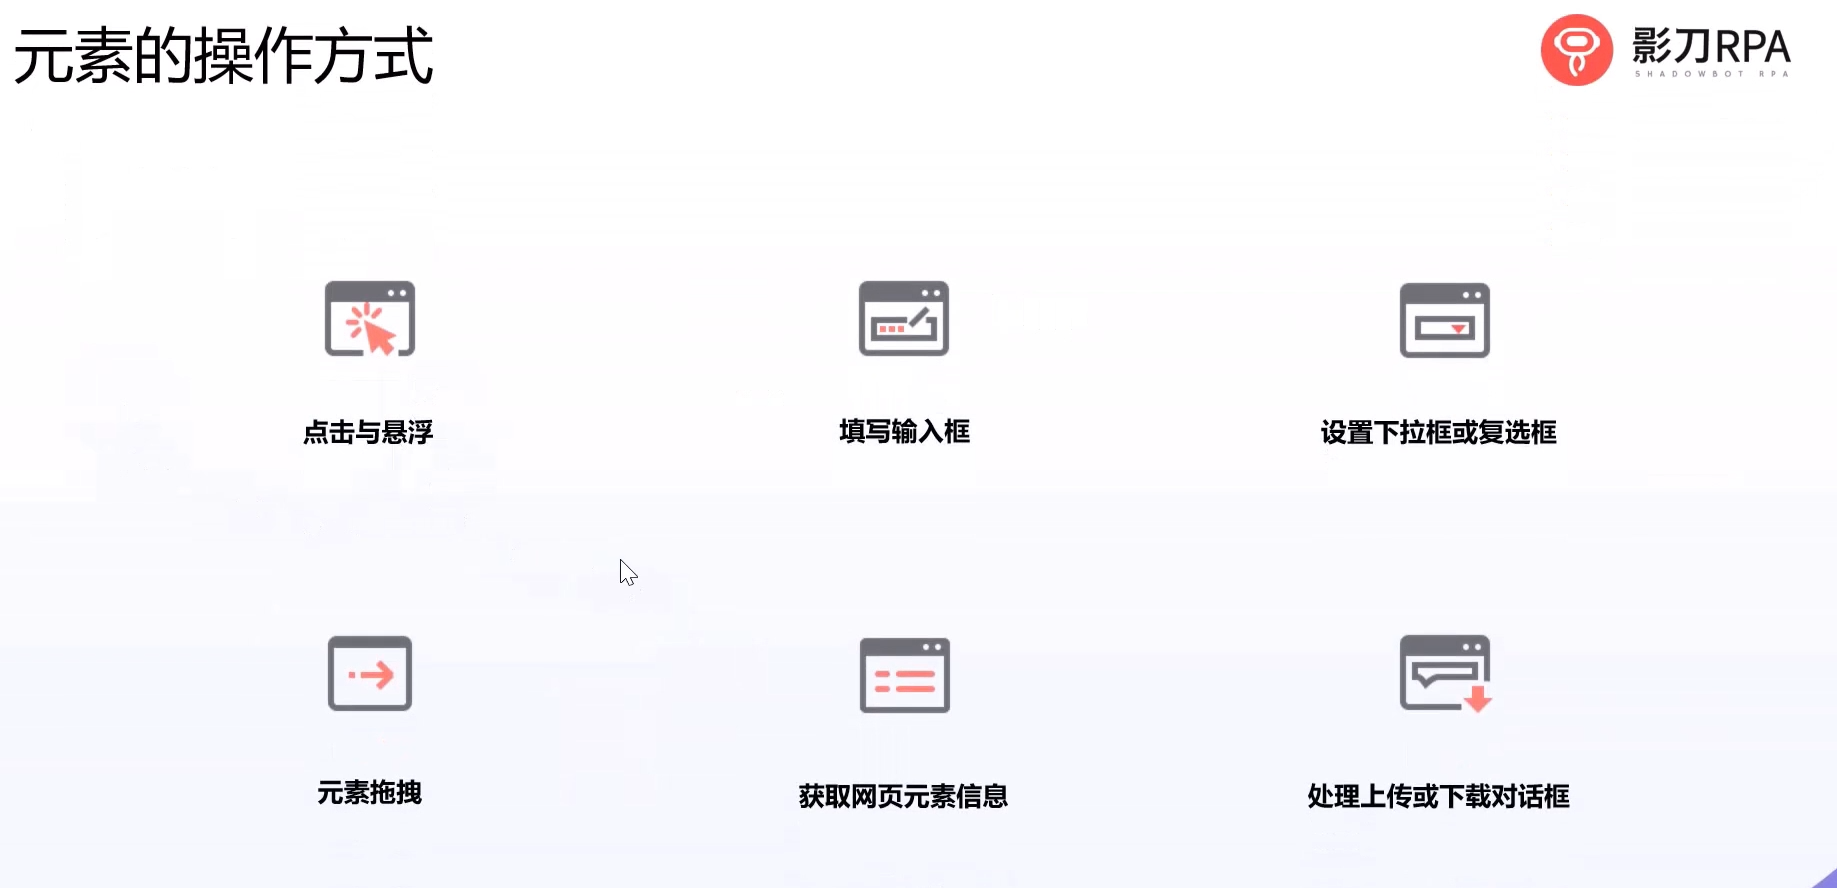 元素的操作方式
影刀RPA
SHADOWBOT RPA
点击与悬浮
填写输入框
设置下拉框或复选框
元素拖拽
获取网页元素信息
处理上传或下载对话框